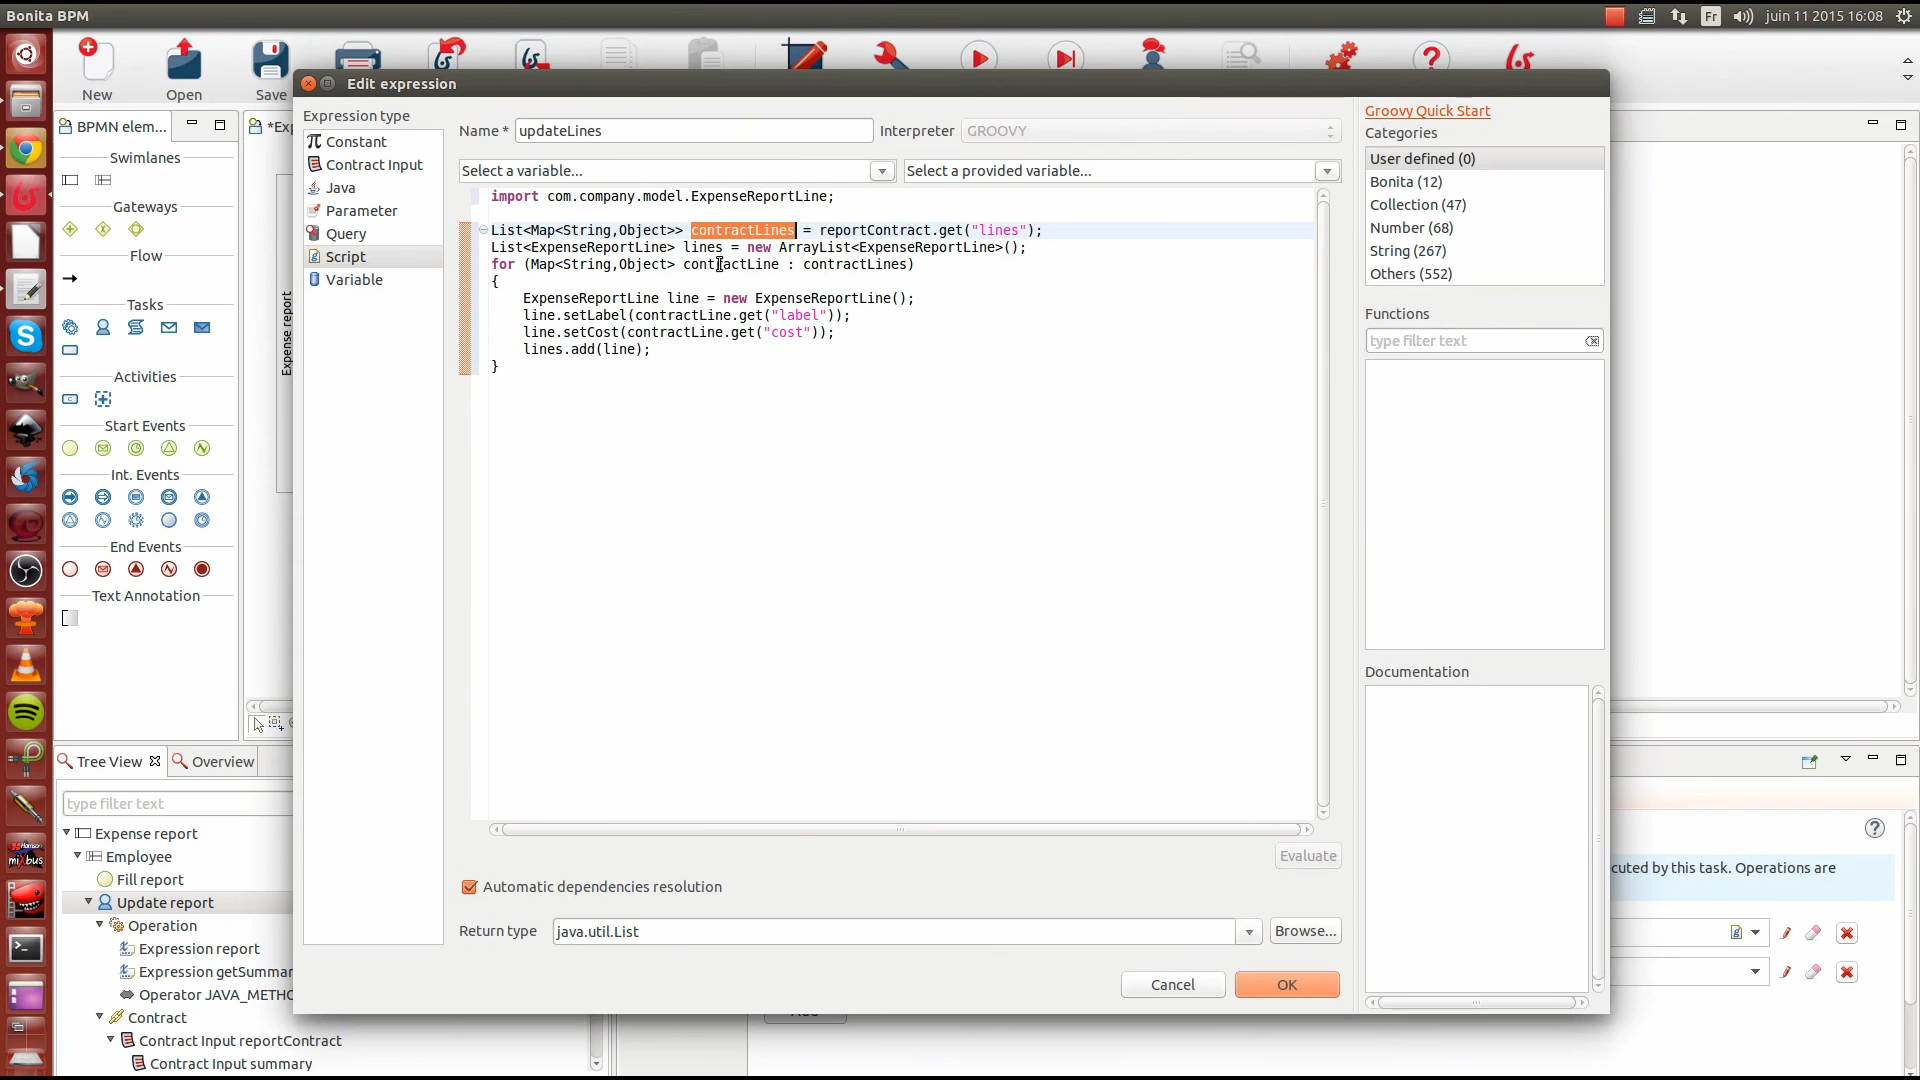 Bonita BPM
Fr
juin 11 2015 16:08
New
Open
Save
Edit expression
BPMN elem...
*Exp
Swimlanes
Gateways
Flow
Tasks
Activities
Start Events
Int. Events
End Events
Text Annotation
Expense report
Expression type
Constant
Contract Input
Java
Parameter
Query
Script
Variable
Name *
updateLines
Interpreter
GROOVY
Select a variable...
Select a provided variable...
import com.company.model.ExpenseReportLine;
List<Map<String,Object>> contractLines = reportContract.get("lines");
List<ExpenseReportLine> lines = new ArrayList<ExpenseReportLine>();
for (Map<String,Object> contractLine : contractLines)
{
ExpenseReportLine line = new ExpenseReportLine();
line.setLabel(contractLine.get("label"));
line.setCost(contractLine.get("cost"));
lines.add(line);
}
Evaluate
Automatic dependencies resolution
Return type
java.util.List
Browse...
Cancel
OK
Groovy Quick Start
Categories
User defined (0)
Bonita (12)
Collection (47)
Number (68)
String (267)
Others (552)
Functions
type filter text
Documentation
Tree View
Overview
type filter text
Expense report
Employee
Fill report
Update report
Operation
Expression report
Expression getSummar
Operator JAVA_METHO
Contract
Contract Input reportContract
Contract Input summary
cuted by this task. Operations are
Add
mixbus